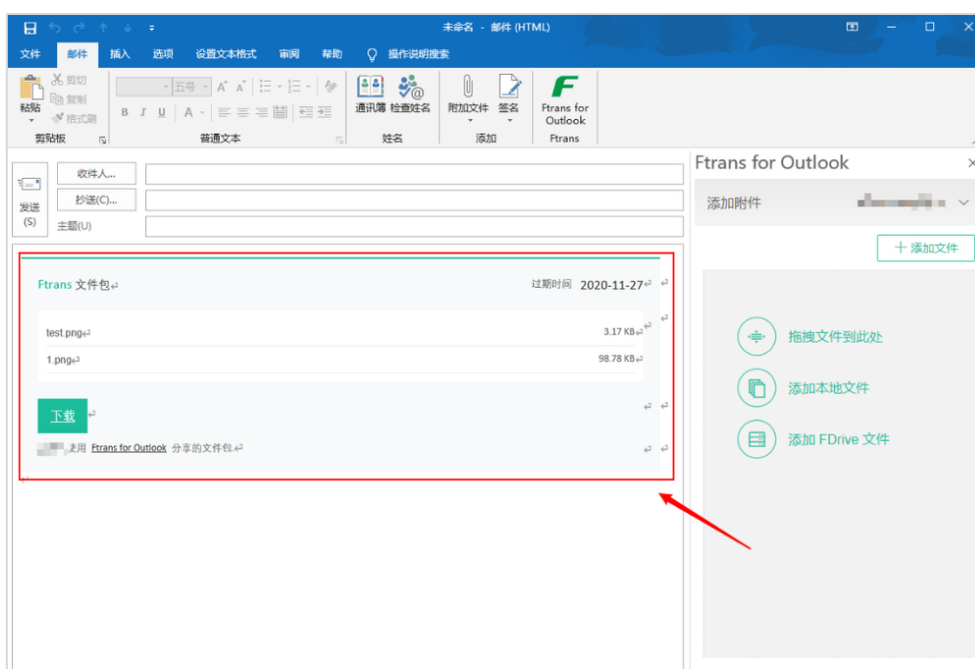 未命名 - 邮件 (HTML)
文件 邮件 插入 选项 设置文本格式 审阅 帮助 操作说明搜索
粘贴 剪切 复制 格式刷
五号 A A
B I U A
通讯簿 检查姓名 附加文件 签名 Ftrans for Outlook
剪贴板 普通文本 姓名 添加 Ftrans
Ftrans for Outlook
发送(S)
收件人...
抄送(C)...
主题(U)
添加附件
+ 添加文件
Ftrans 文件包 过期时间 2020-11-27
test.png 3.17 KB
1.png 98.78 KB
下载
使用 Ftrans for Outlook 分享的文件包.
拖拽文件到此处
添加本地文件
添加 FDrive 文件